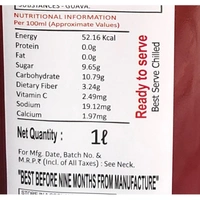 SUBSTANCES - GUAVA.
NUTRITIONAL INFORMATION
Per 100ml (Approximate Values)
Energy 52.16 Kcal
Protein 0.0g
Fat 0.0g
Sugar 9.65g
Carbohydrate 10.79g
Dietary Fiber 3.24g
Vitamin C 2.49mg
Sodium 19.12mg
Calcium 1.97mg
Ready to serve
Best Serve Chilled
Net Quantity : 1ℓ
For Mfg. Date, Batch No. &
M.R.P.₹ (Incl. of All Taxes) : See Neck.
"BEST BEFORE NINE MONTHS FROM MANUFACTURE"